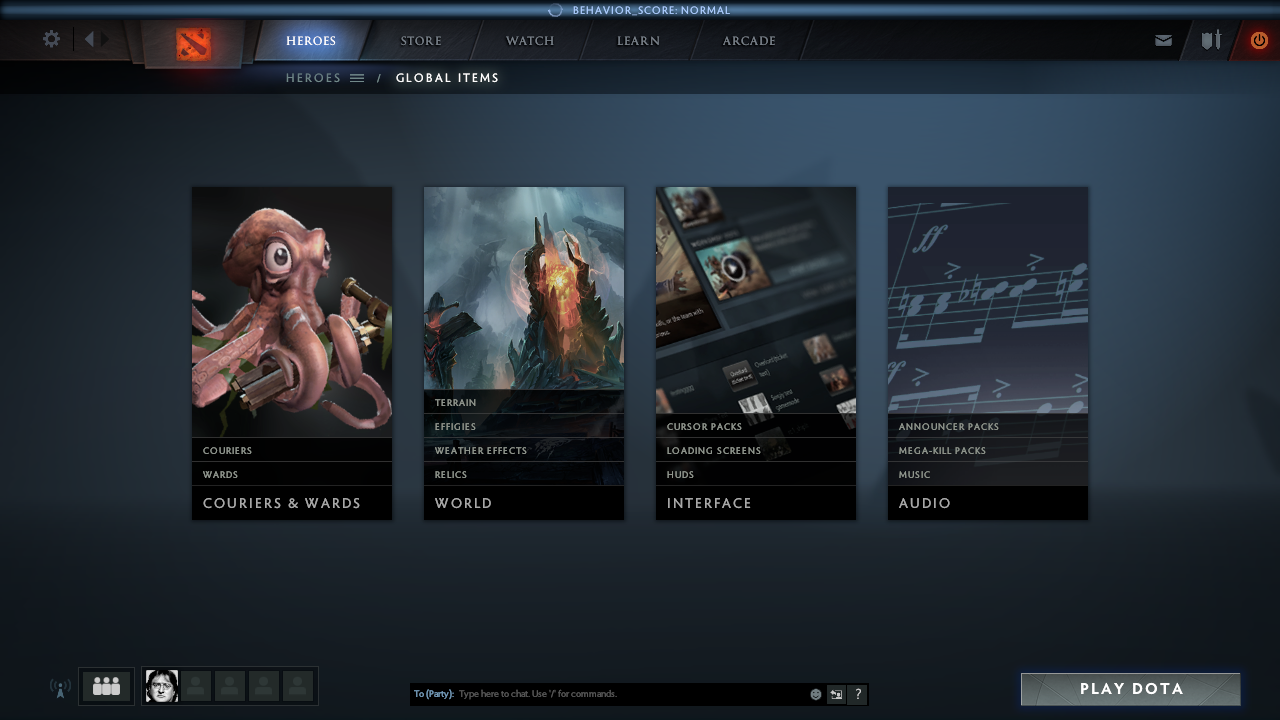 BEHAVIOR_SCORE: NORMAL
HEROES
STORE
WATCH
LEARN
ARCADE
HEROES / GLOBAL ITEMS
COURIERS
WARDS
COURIERS & WARDS
TERRAIN
EFFIGIES
WEATHER EFFECTS
RELICS
WORLD
CURSOR PACKS
LOADING SCREENS
HUDS
INTERFACE
ff
ff
ANNOUNCER PACKS
MEGA-KILL PACKS
MUSIC
AUDIO
To (Party): Type here to chat. Use '/' for commands.
?
PLAY DOTA